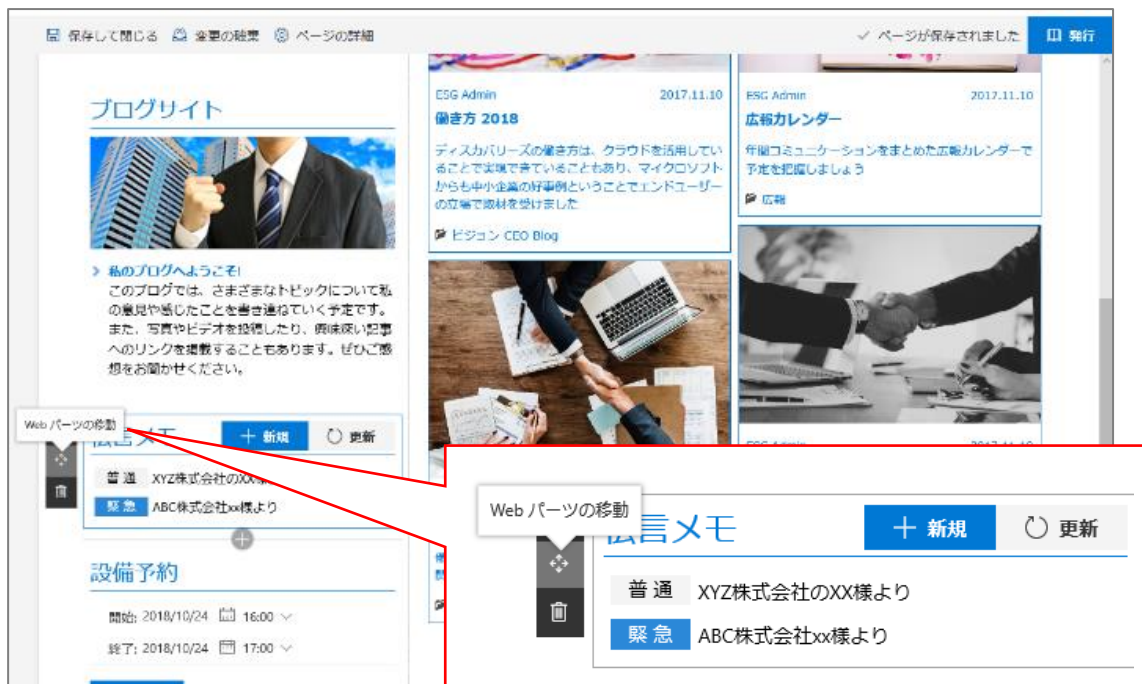 保存して閉じる 変更の破棄 ページの詳細
ページが保存されました 発行
ブログサイト
私のブログへようこそ!
このブログでは、さまざまなトピックについて私
の意見や感じたことを書き連ねていく予定です。
また、写真やビデオを投稿したり、興味深い記事
へのリンクを掲載することもあります。ぜひご感
想をお聞かせください。
Web パーツの移動
伝言メモ 新規 更新
普通 XYZ株式会社のXX様より
緊急 ABC株式会社xx様より
設備予約
開始: 2018/10/24 16:00
終了: 2018/10/24 17:00
ESG Admin 2017.11.10
働き方 2018
ディスカバリーズの働き方は、クラウドを活用してい
ることで実現できていることもあり、マイクロソフト
からも中小企業の好事例ということでエンドユーザー
の立場で取材を受けました
ビジョン CEO Blog
ESG Admin 2017.11.10
広報カレンダー
年間コミュニケーションをまとめた広報カレンダーで
予定を把握しましょう
広報
ESG Admin 2017.11.10
Web パーツの移動
伝言メモ 新規 更新
普通 XYZ株式会社のXX様より
緊急 ABC株式会社xx様より